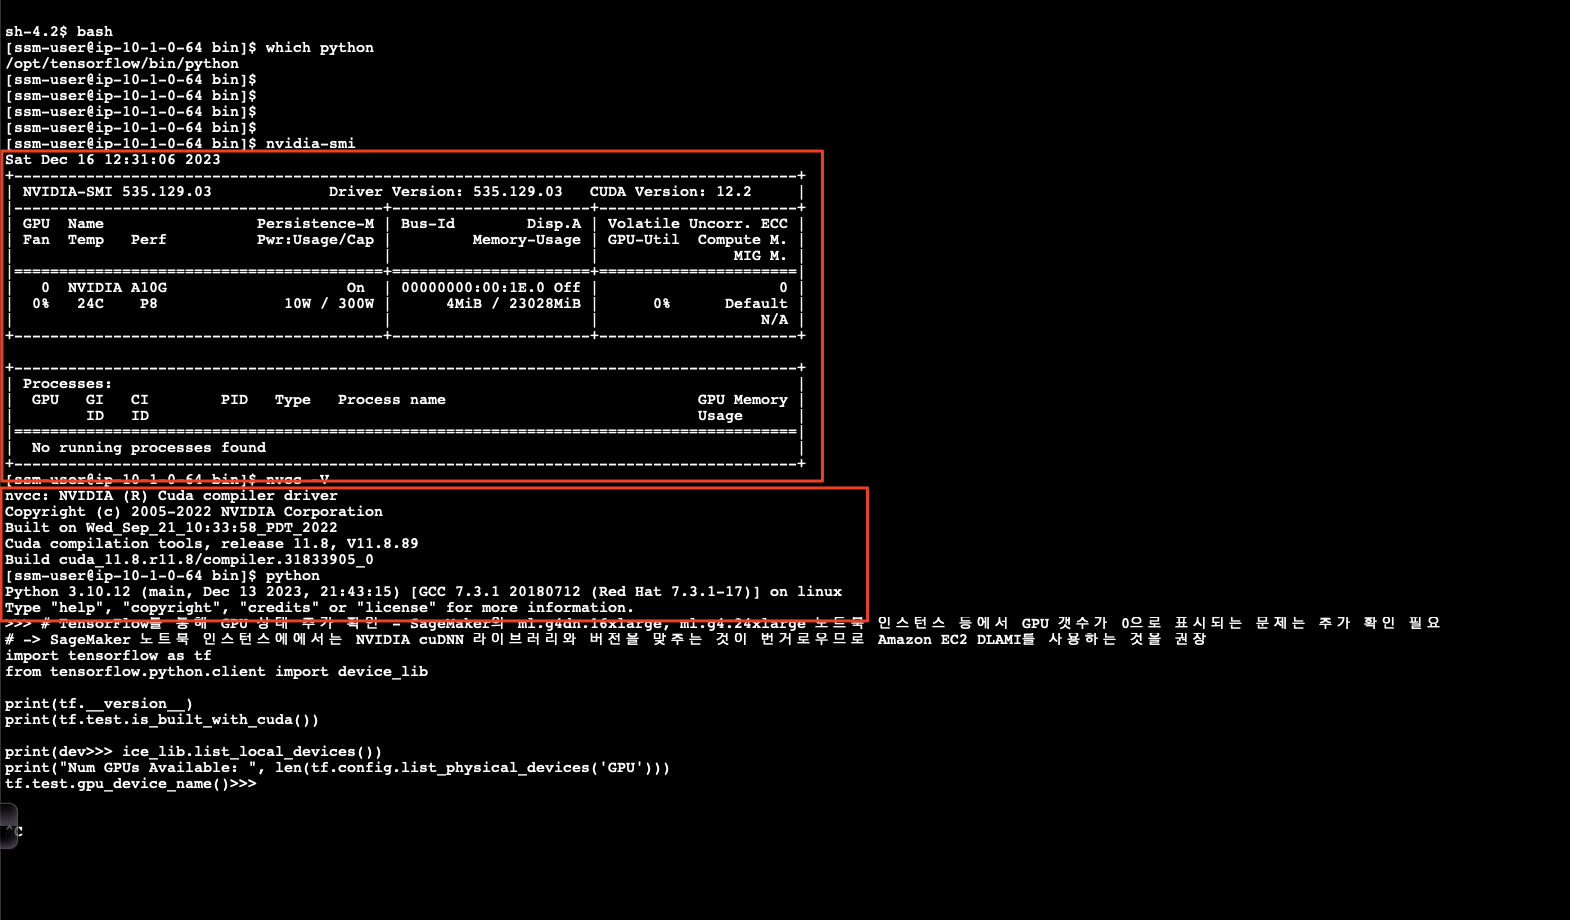 sh-4.2$ bash
[ssm-user@ip-10-1-0-64 bin]$ which python
/opt/tensorflow/bin/python
[ssm-user@ip-10-1-0-64 bin]$
[ssm-user@ip-10-1-0-64 bin]$
[ssm-user@ip-10-1-0-64 bin]$
[ssm-user@ip-10-1-0-64 bin]$
[ssm-user@ip-10-1-0-64 bin]$ nvidia-smi
Sat Dec 16 12:31:06 2023
+---------------------------------------------------------------------------------------+
| NVIDIA-SMI 535.129.03             Driver Version: 535.129.03   CUDA Version: 12.2     |
|-----------------------------------------+----------------------+----------------------+
| GPU  Name                 Persistence-M | Bus-Id        Disp.A | Volatile Uncorr. ECC |
| Fan  Temp   Perf          Pwr:Usage/Cap |         Memory-Usage | GPU-Util  Compute M. |
|                                         |                      |               MIG M. |
|=========================================+======================+======================|
|   0  NVIDIA A10G                    On  | 00000000:00:1E.0 Off |                    0 |
|  0%   24C    P8              10W / 300W |      4MiB / 23028MiB |      0%      Default |
|                                         |                      |                  N/A |
+-----------------------------------------+----------------------+----------------------+
+---------------------------------------------------------------------------------------+
| Processes:                                                                            |
|  GPU   GI   CI        PID   Type   Process name                            GPU Memory |
|        ID   ID                                                             Usage      |
|=======================================================================================|
|  No running processes found                                                           |
+---------------------------------------------------------------------------------------+
[ssm-user@ip-10-1-0-64 bin]$ nvcc -V
nvcc: NVIDIA (R) Cuda compiler driver
Copyright (c) 2005-2022 NVIDIA Corporation
Built on Wed_Sep_21_10:33:58_PDT_2022
Cuda compilation tools, release 11.8, V11.8.89
Build cuda_11.8.r11.8/compiler.31833905_0
[ssm-user@ip-10-1-0-64 bin]$ python
Python 3.10.12 (main, Dec 13 2023, 21:43:15) [GCC 7.3.1 20180712 (Red Hat 7.3.1-17)] on linux
Type "help", "copyright", "credits" or "license" for more information.
>>> # TensorFlow를 통해 GPU 상태 추가 확인 - SageMaker의 ml.g4dn.16xlarge, ml.g4.24xlarge 노트북 인스턴스 등에서 GPU 갯수가 0으로 표시되는 문제는 추가 확인 필요
# -> SageMaker 노트북 인스턴스에에서는 NVIDIA cuDNN 라이브러리와 버전을 맞추는 것이 번거로우므로 Amazon EC2 DLAMI를 사용하는 것을 권장
import tensorflow as tf
from tensorflow.python.client import device_lib
print(tf.__version__)
print(tf.test.is_built_with_cuda())
print(dev>>> ice_lib.list_local_devices())
print("Num GPUs Available: ", len(tf.config.list_physical_devices('GPU')))
tf.test.gpu_device_name()>>>
^C